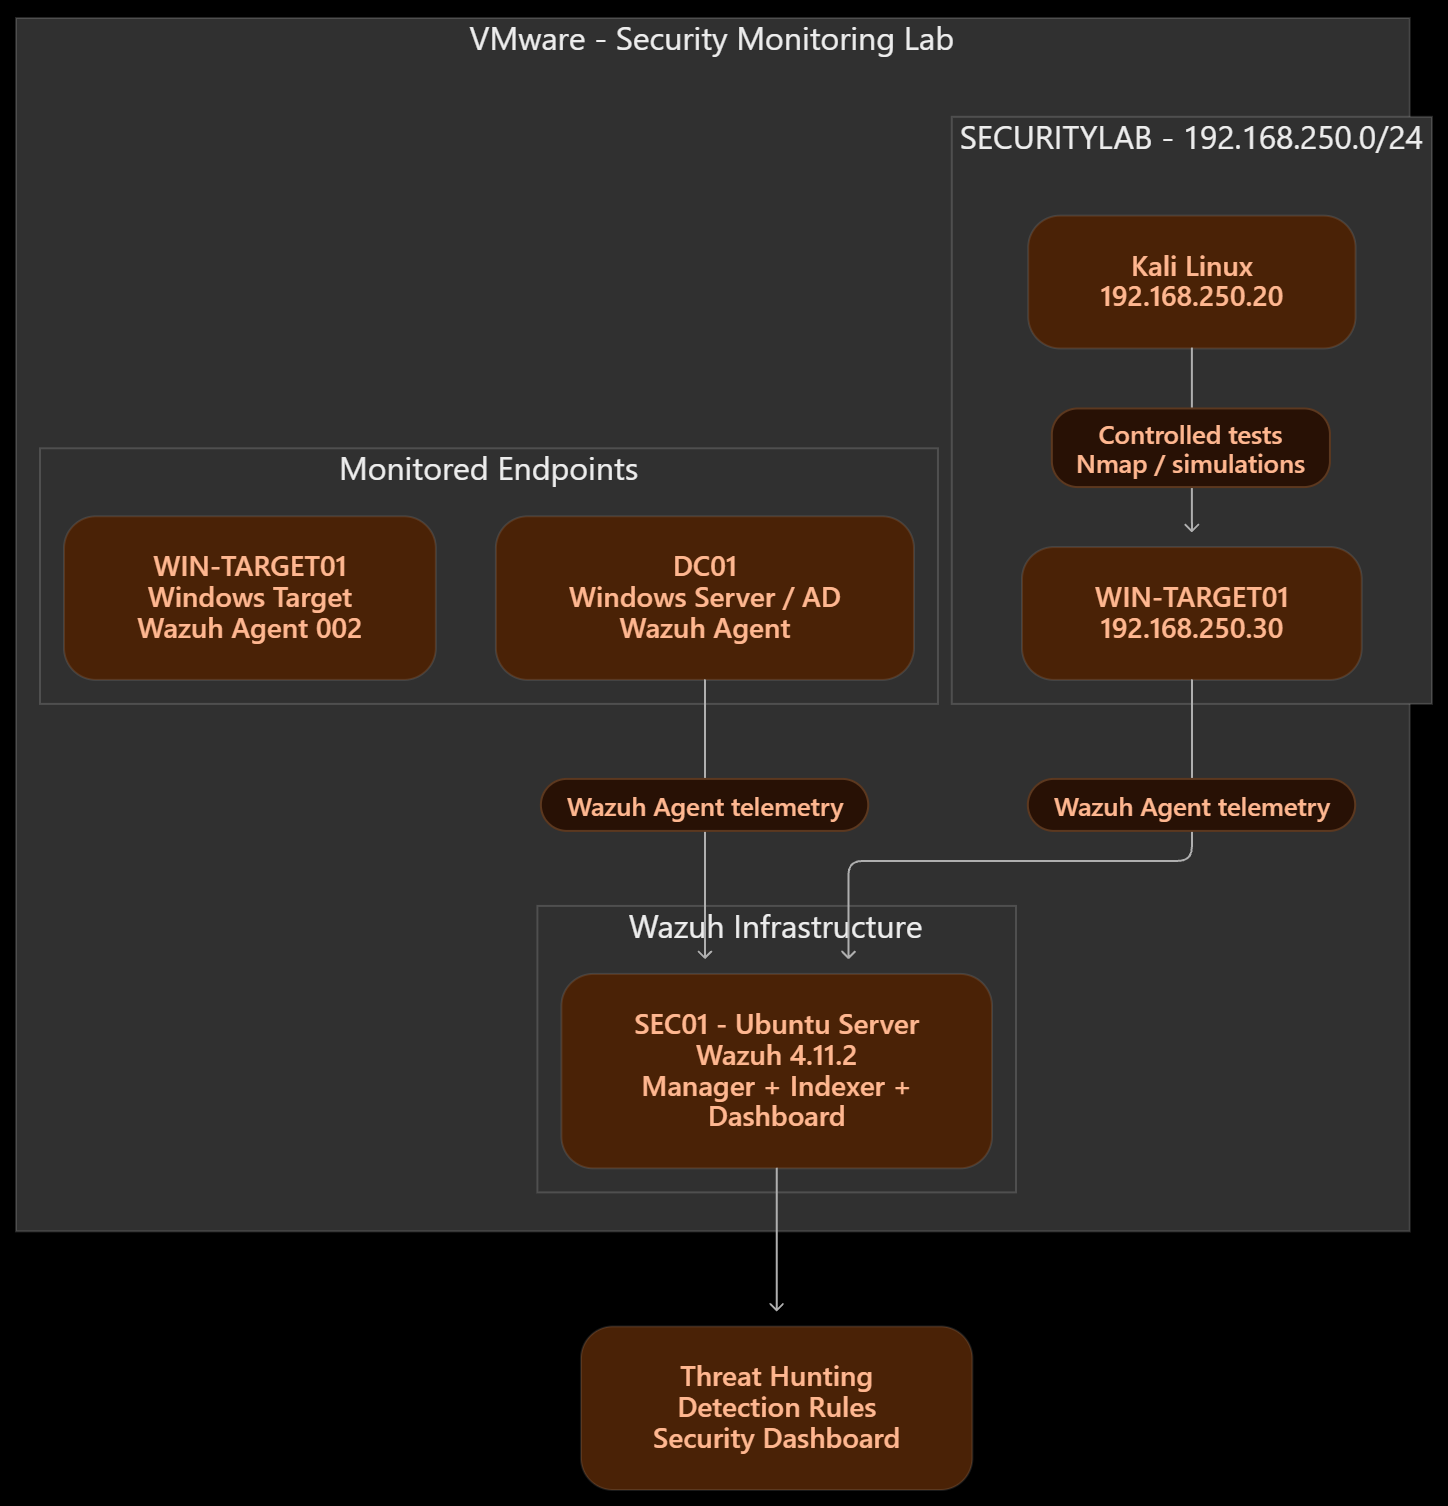 VMware - Security Monitoring Lab
SECURITYLAB - 192.168.250.0/24
Kali Linux
192.168.250.20
Controlled tests
Nmap / simulations
Monitored Endpoints
WIN-TARGET01
Windows Target
Wazuh Agent 002
DC01
Windows Server / AD
Wazuh Agent
WIN-TARGET01
192.168.250.30
Wazuh Agent telemetry
Wazuh Agent telemetry
Wazuh Infrastructure
SEC01 - Ubuntu Server
Wazuh 4.11.2
Manager + Indexer +
Dashboard
Threat Hunting
Detection Rules
Security Dashboard